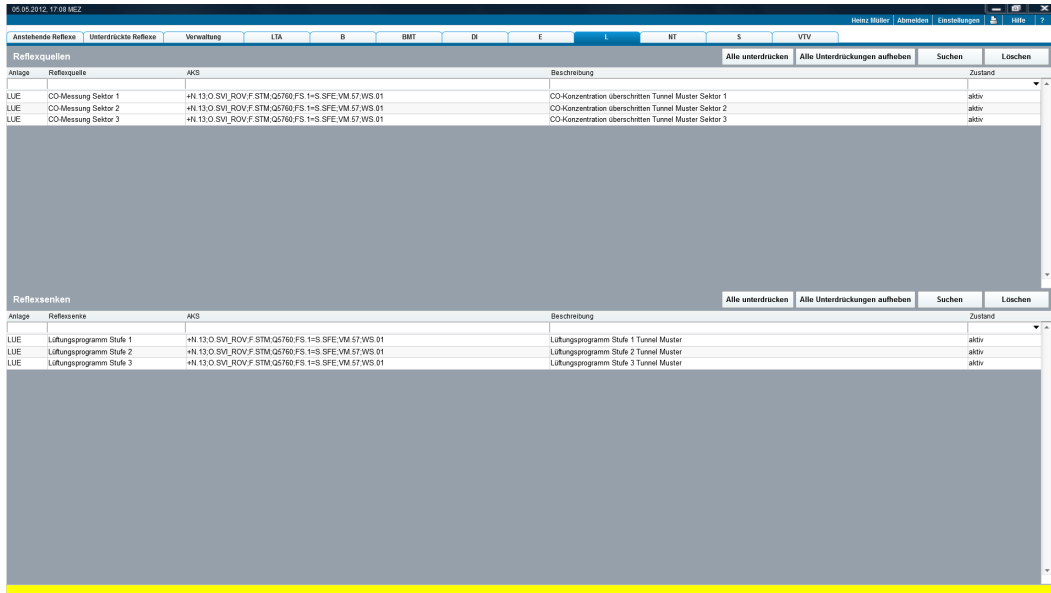 05.05.2012, 17:08 MEZ
Heinz Müller Abmelden Einstellungen Hilfe ?
Anstehende Reflexe Unterdrückte Reflexe Verwaltung LTA B BMT DI E L NT S VTV
Reflexquellen Alle unterdrücken Alle Unterdrückungen aufheben Suchen Löschen
Anlage Reflexquelle AKS Beschreibung Zustand
LUE CO-Messung Sektor 1 +N.13;O.SVI_ROV;F.STM;Q5760;FS.1=S.SFE;VM.57;WS.01 CO-Konzentration überschritten Tunnel Muster Sektor 1 aktiv
LUE CO-Messung Sektor 2 +N.13;O.SVI_ROV;F.STM;Q5760;FS.1=S.SFE;VM.57;WS.01 CO-Konzentration überschritten Tunnel Muster Sektor 2 aktiv
LUE CO-Messung Sektor 3 +N.13;O.SVI_ROV;F.STM;Q5760;FS.1=S.SFE;VM.57;WS.01 CO-Konzentration überschritten Tunnel Muster Sektor 3 aktiv
Reflexsenken Alle unterdrücken Alle Unterdrückungen aufheben Suchen Löschen
Anlage Reflexsenke AKS Beschreibung Zustand
LUE Lüftungsprogramm Stufe 1 +N.13;O.SVI_ROV;F.STM;Q5760;FS.1=S.SFE;VM.57;WS.01 Lüftungsprogramm Stufe 1 Tunnel Muster aktiv
LUE Lüftungsprogramm Stufe 2 +N.13;O.SVI_ROV;F.STM;Q5760;FS.1=S.SFE;VM.57;WS.01 Lüftungsprogramm Stufe 2 Tunnel Muster aktiv
LUE Lüftungsprogramm Stufe 3 +N.13;O.SVI_ROV;F.STM;Q5760;FS.1=S.SFE;VM.57;WS.01 Lüftungsprogramm Stufe 3 Tunnel Muster aktiv